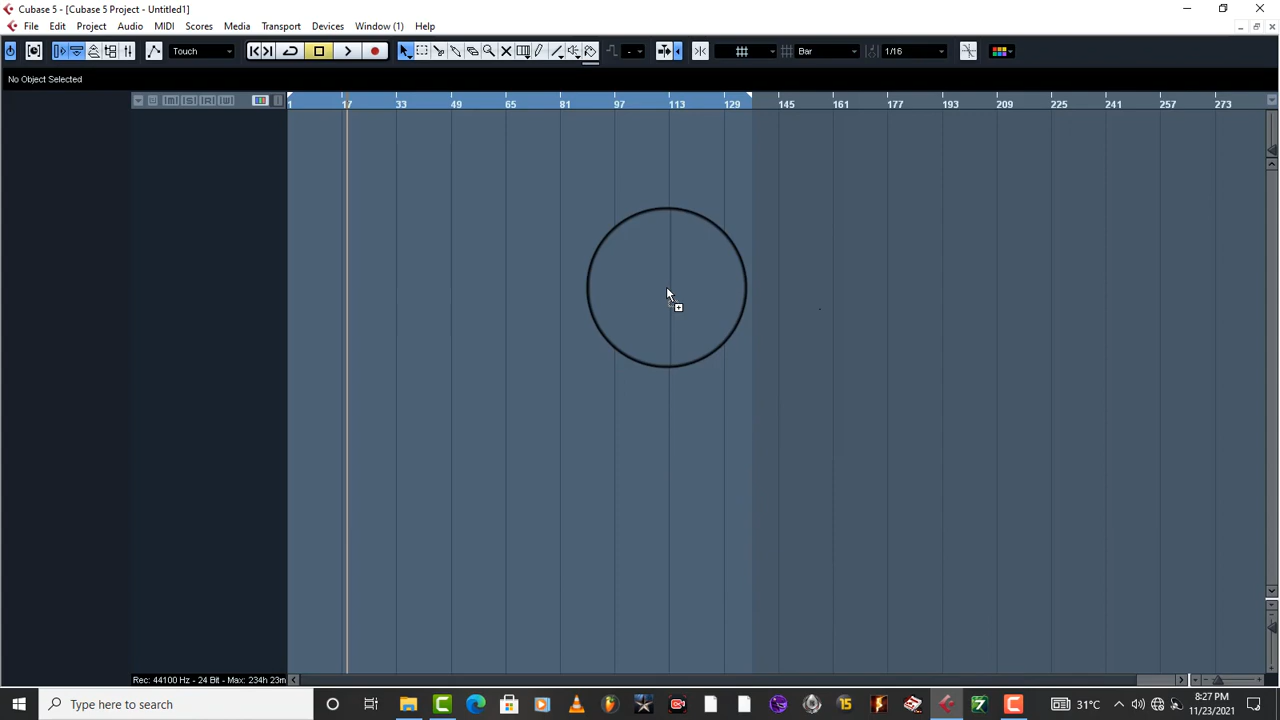 Cubase 5 - [Cubase 5 Project - Untitled1]
File Edit Project Audio MIDI Scores Media Transport Devices Window (1) Help
Touch - Bar 1/16
No Object Selected
M S R W
1 17 33 49 65 81 97 113 129 145 161 177 193 209 225 241 257 273
Rec: 44100 Hz - 24 Bit - Max: 234h 23m
Type here to search
15
7
31°C
8:27 PM
11/23/2021